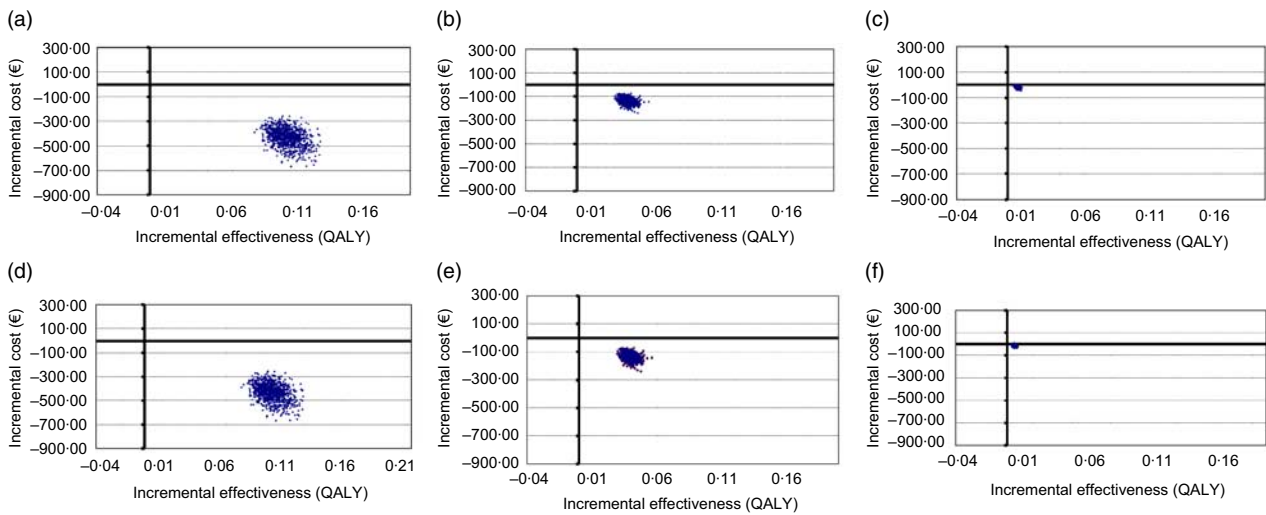 (a)
300·00
100·00
–100·00
–300·00
–500·00
–700·00
–900·00
Incremental cost (€)
–0·04 0·01 0·06 0·11 0·16
Incremental effectiveness (QALY)
(b)
300·00
100·00
–100·00
–300·00
–500·00
–700·00
–900·00
Incremental cost (€)
–0·04 0·01 0·06 0·11 0·16
Incremental effectiveness (QALY)
(c)
300·00
100·00
–100·00
–300·00
–500·00
–700·00
–900·00
Incremental cost (€)
–0·04 0·01 0·06 0·11 0·16
Incremental effectiveness (QALY)
(d)
300·00
100·00
–100·00
–300·00
–500·00
–700·00
–900·00
Incremental cost (€)
–0·04 0·01 0·06 0·11 0·16 0·21
Incremental effectiveness (QALY)
(e)
300·00
100·00
–100·00
–300·00
–500·00
–700·00
–900·00
Incremental cost (€)
–0·04 0·01 0·06 0·11 0·16
Incremental effectiveness (QALY)
(f)
300·00
100·00
–100·00
–300·00
–500·00
–700·00
–900·00
Incremental cost (€)
–0·04 0·01 0·06 0·11 0·16
Incremental effectiveness (QALY)